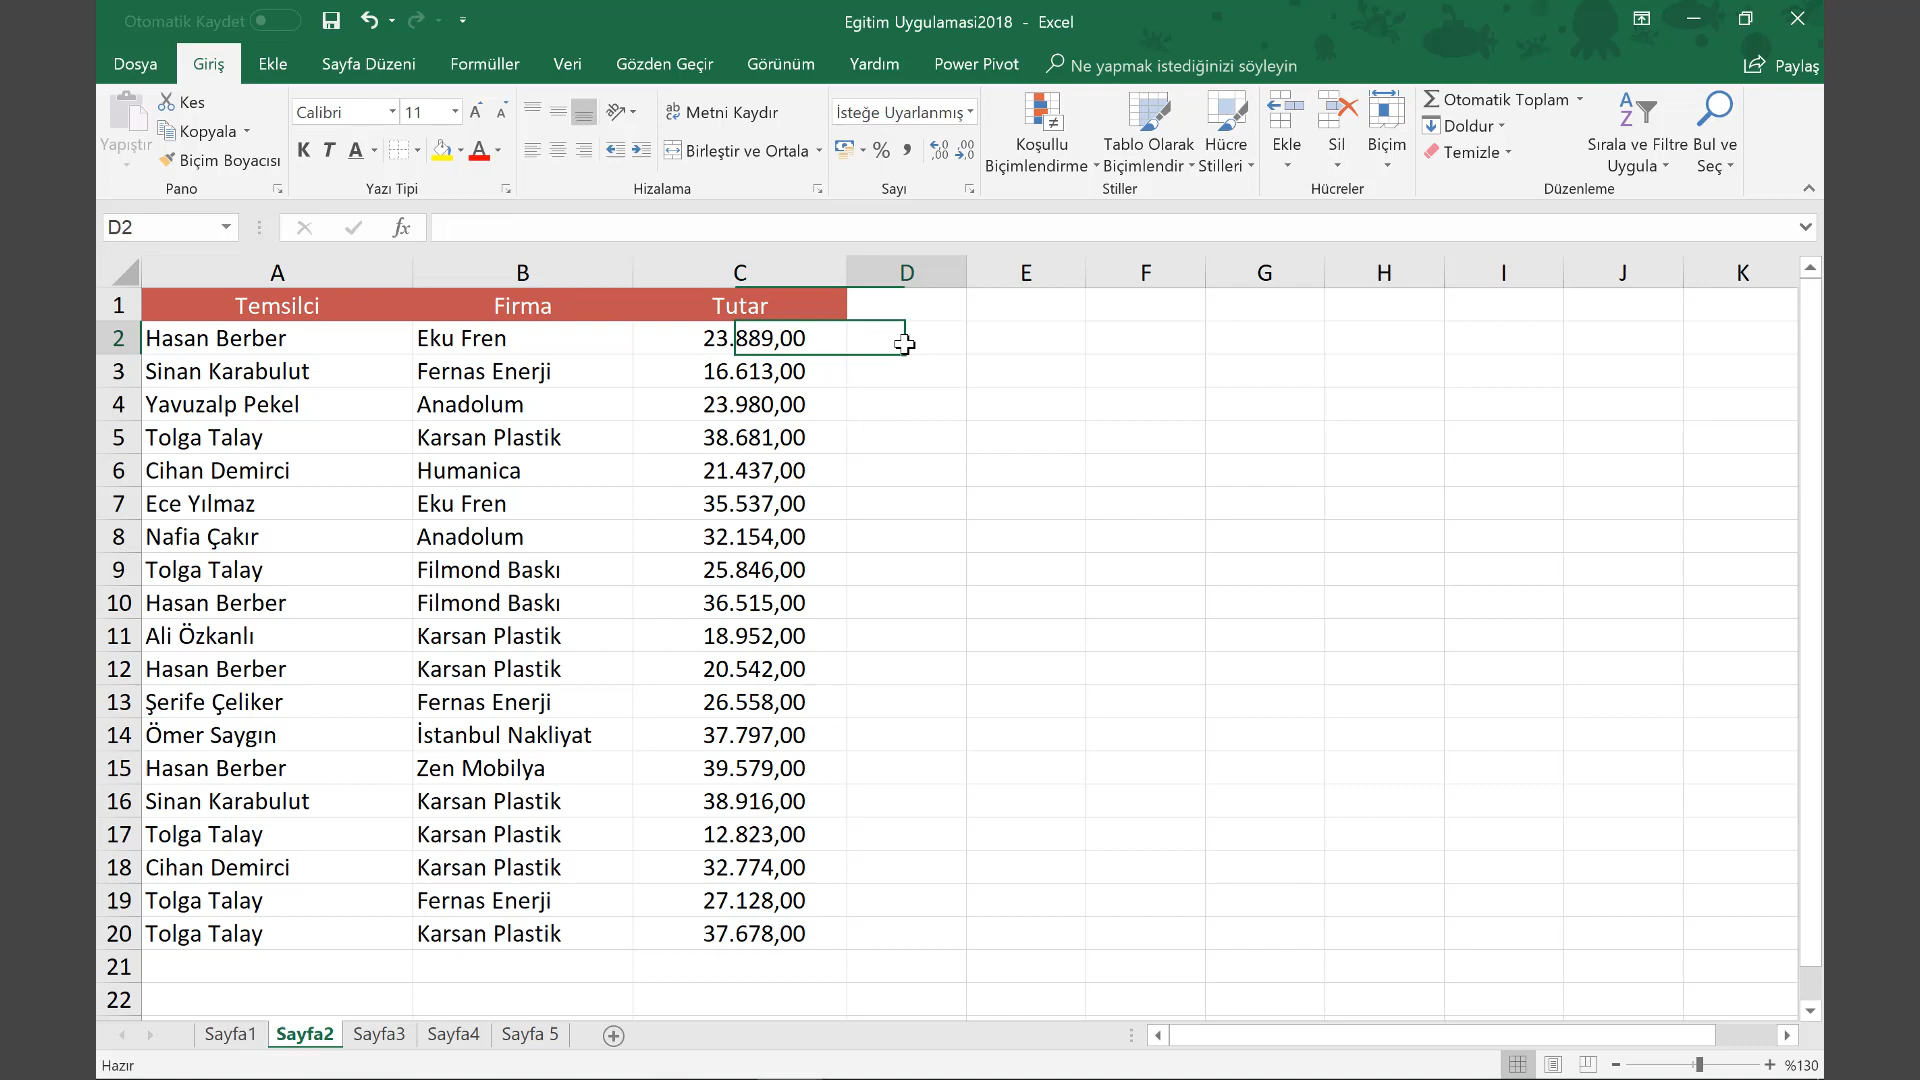 Otomatik Kaydet
Egitim Uygulamasi2018 - Excel
Dosya Giriş Ekle Sayfa Düzeni Formüller Veri Gözden Geçir Görünüm Yardım Power Pivot Ne yapmak istediğinizi söyleyin Paylaş
Yapıştır
Kes
Kopyala
Biçim Boyacısı
Pano
Calibri 11
K T A A
Yazı Tipi
Metni Kaydır
Birleştir ve Ortala
Hizalama
İsteğe Uyarlanmış
%
Sayı
Koşullu Biçimlendirme
Tablo Olarak Biçimlendir
Hücre Stilleri
Stiller
Ekle
Sil
Biçim
Hücreler
Otomatik Toplam
Doldur
Temizle
Sırala ve Filtre Uygula
Bul ve Seç
Düzenleme
D2 fx
A B C D E F G H I J K
1 Temsilci Firma Tutar
2 Hasan Berber Eku Fren 23.889,00
3 Sinan Karabulut Fernas Enerji 16.613,00
4 Yavuzalp Pekel Anadolum 23.980,00
5 Tolga Talay Karsan Plastik 38.681,00
6 Cihan Demirci Humanica 21.437,00
7 Ece Yılmaz Eku Fren 35.537,00
8 Nafia Çakır Anadolum 32.154,00
9 Tolga Talay Filmond Baskı 25.846,00
10 Hasan Berber Filmond Baskı 36.515,00
11 Ali Özkanlı Karsan Plastik 18.952,00
12 Hasan Berber Karsan Plastik 20.542,00
13 Şerife Çeliker Fernas Enerji 26.558,00
14 Ömer Saygın İstanbul Nakliyat 37.797,00
15 Hasan Berber Zen Mobilya 39.579,00
16 Sinan Karabulut Karsan Plastik 38.916,00
17 Tolga Talay Karsan Plastik 12.823,00
18 Cihan Demirci Karsan Plastik 32.774,00
19 Tolga Talay Fernas Enerji 27.128,00
20 Tolga Talay Karsan Plastik 37.678,00
21
22
Sayfa1 Sayfa2 Sayfa3 Sayfa4 Sayfa 5
Hazır %130